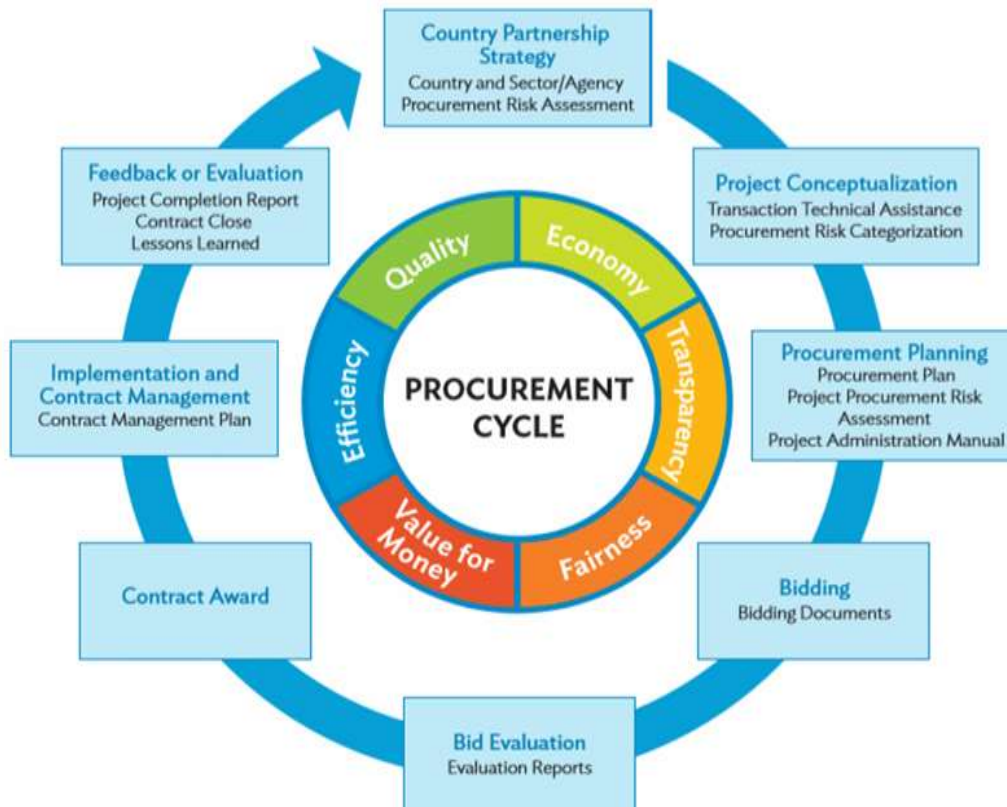 Country Partnership
Strategy
Country and Sector/Agency
Procurement Risk Assessment
Project Conceptualization
Transaction Technical Assistance
Procurement Risk Categorization
Procurement Planning
Procurement Plan
Project Procurement Risk
Assessment
Project Administration Manual
Bidding
Bidding Documents
Bid Evaluation
Evaluation Reports
Contract Award
Implementation and
Contract Management
Contract Management Plan
Feedback or Evaluation
Project Completion Report
Contract Close
Lessons Learned
PROCUREMENT
CYCLE
Quality
Economy
Transparency
Fairness
Value for
Money
Efficiency